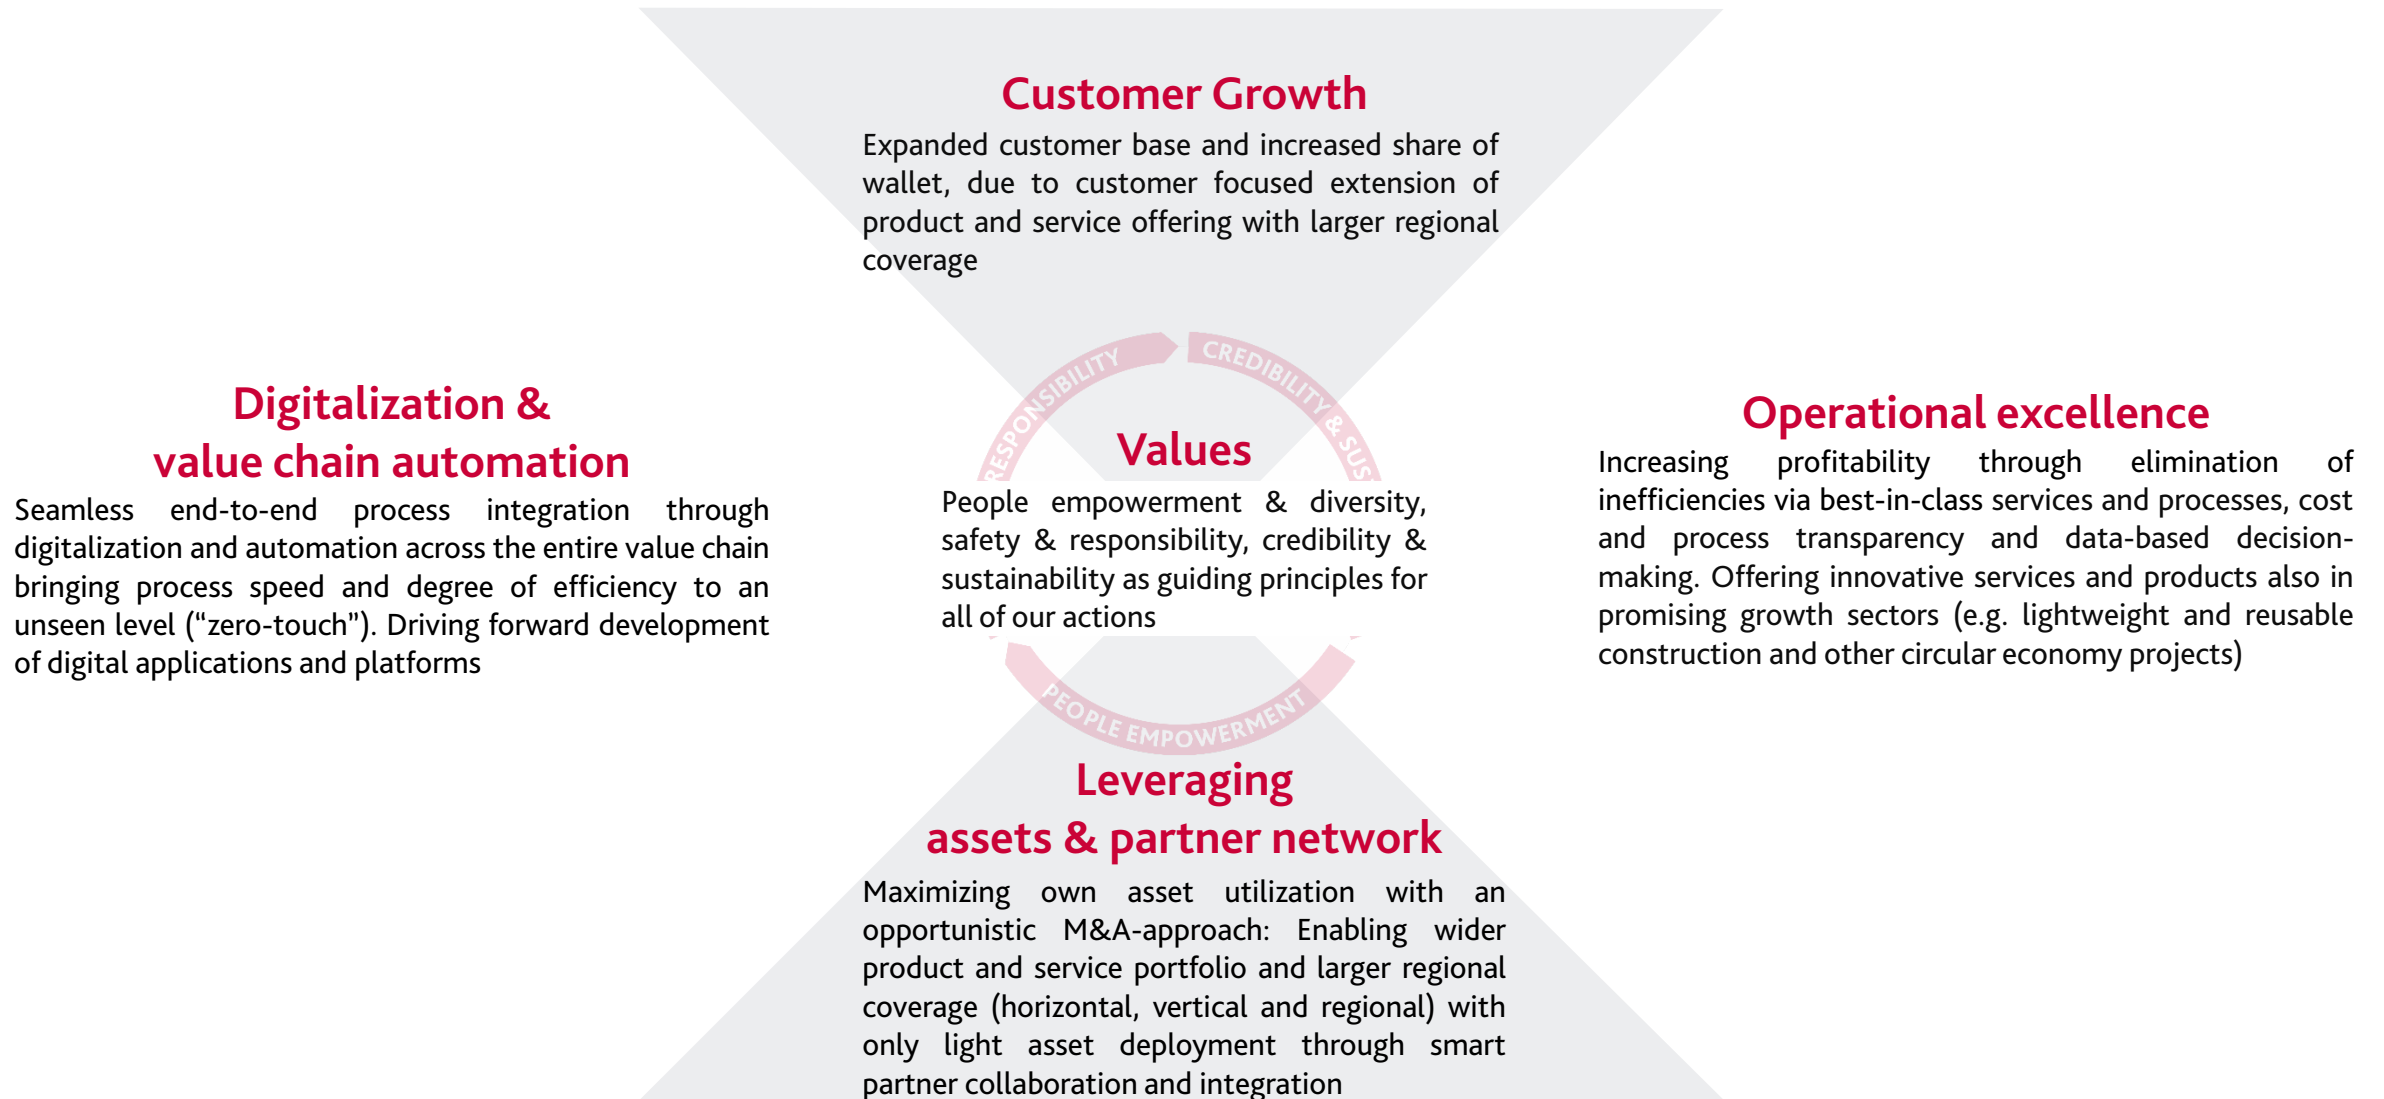 Customer Growth
Expanded customer base and increased share of
wallet, due to customer focused extension of
product and service offering with larger regional
coverage
Digitalization &
value chain automation
Seamless end-to-end process integration through
digitalization and automation across the entire value chain
bringing process speed and degree of efficiency to an
unseen level (“zero-touch”). Driving forward development
of digital applications and platforms
RESPONSIBILITY
CREDIBILITY & SUS
Values
People empowerment & diversity,
safety & responsibility, credibility &
sustainability as guiding principles for
all of our actions
PEOPLE EMPOWERMENT
Operational excellence
Increasing profitability through elimination of
inefficiencies via best-in-class services and processes, cost
and process transparency and data-based decision-
making. Offering innovative services and products also in
promising growth sectors (e.g. lightweight and reusable
construction and other circular economy projects)
Leveraging
assets & partner network
Maximizing own asset utilization with an
opportunistic M&A-approach: Enabling wider
product and service portfolio and larger regional
coverage (horizontal, vertical and regional) with
only light asset deployment through smart
partner collaboration and integration